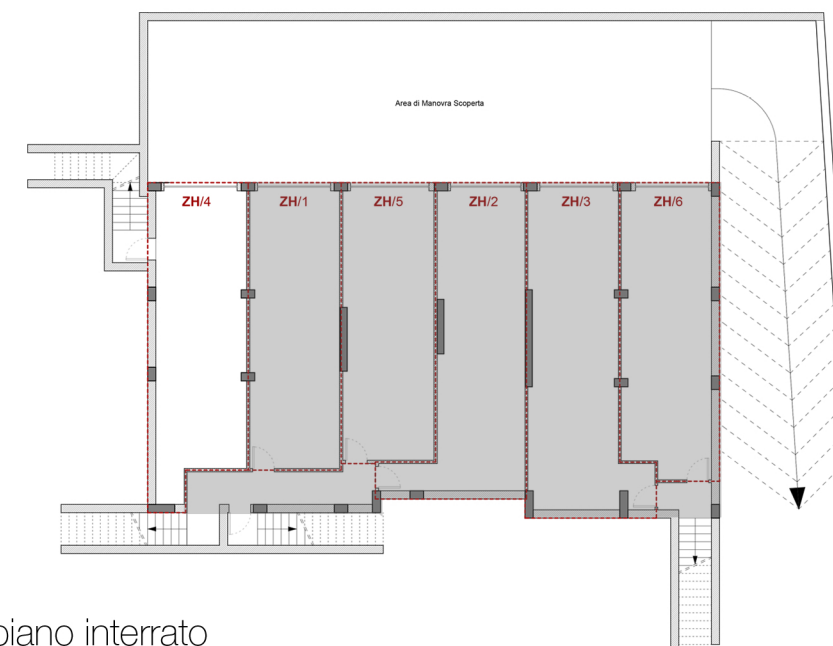 Area di Manovra Scoperta
ZH/4
ZH/1
ZH/5
ZH/2
ZH/3
ZH/6
piano interrato